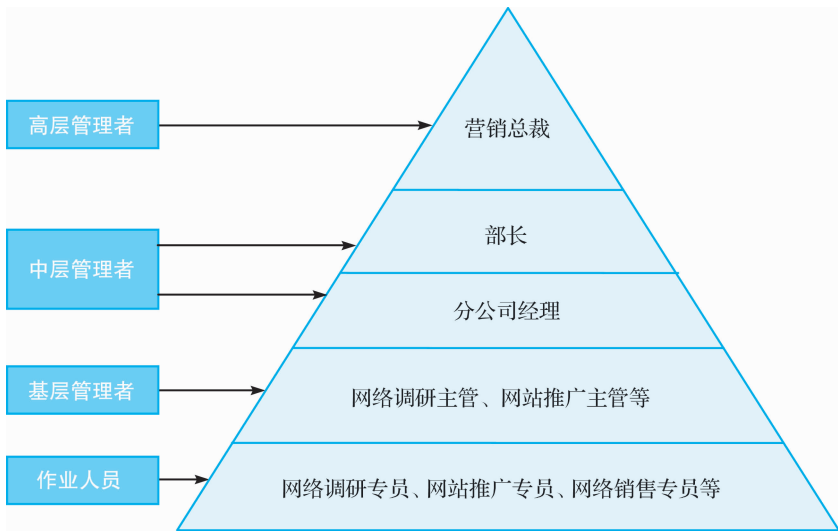 高层管理者
营销总裁
中层管理者
部长
分公司经理
基层管理者
网络调研主管、网站推广主管等
作业人员
网络调研专员、网站推广专员、网络销售专员等